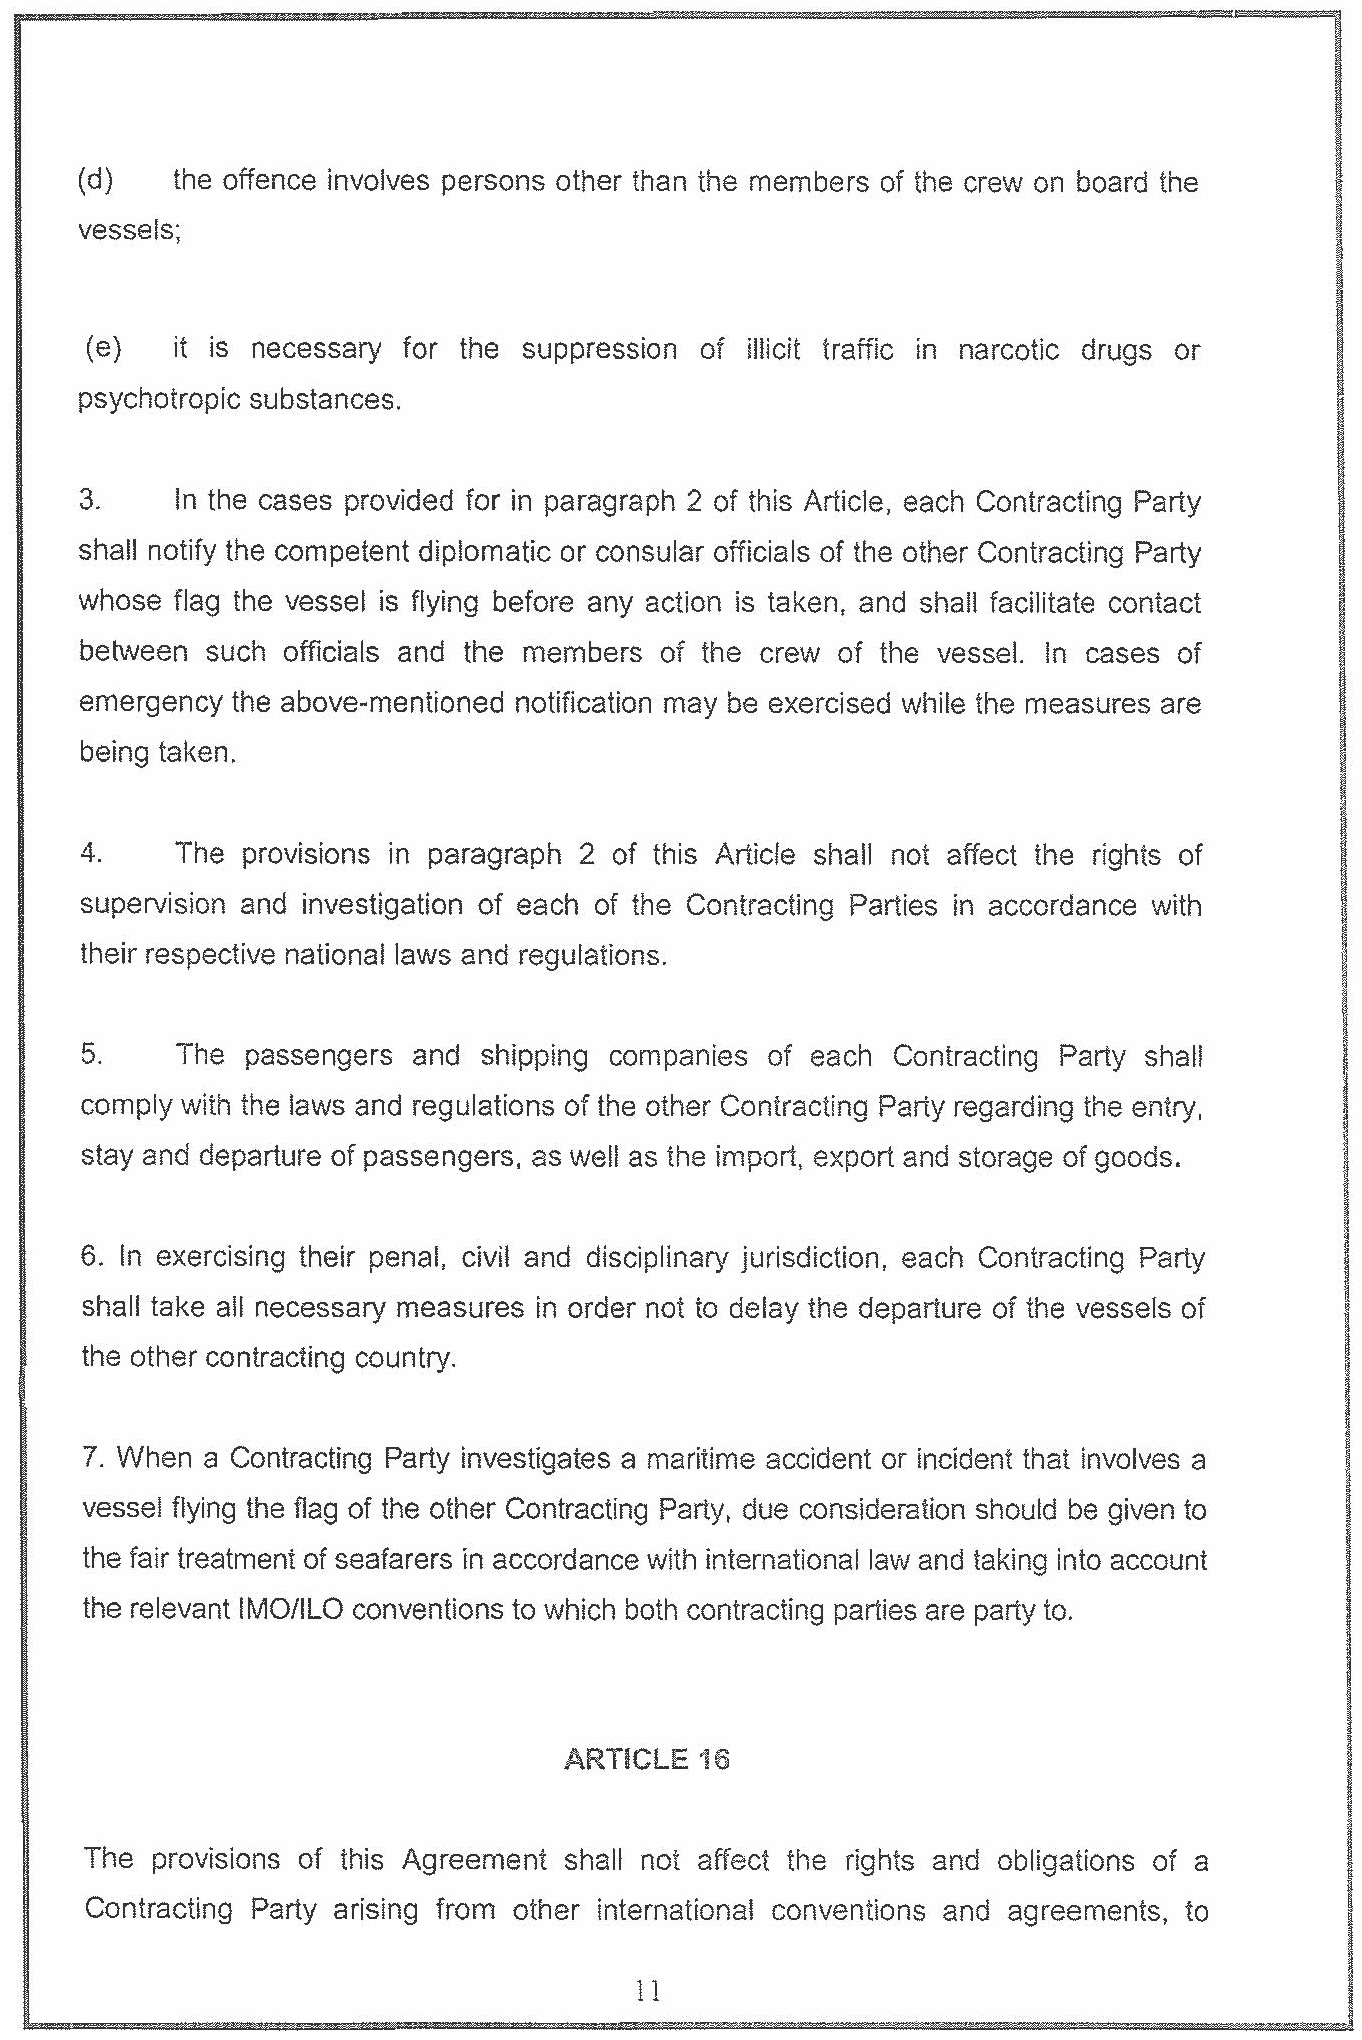 (d) the offence involves persons other than the members of the crew on board the
vessels;
(e) it is necessary for the suppression of illicit traffic in narcotic drugs or
psychotropic substances.
3. In the cases provided for in paragraph 2 of this Article, each Contracting Party
shall notify the competent diplomatic or consular officials of the other Contracting Party
whose flag the vessel is flying before any action is taken, and shall facilitate contact
between such officials and the members of the crew of the vessel. In cases of
emergency the above-mentioned notification may be exercised while the measures are
being taken.
4. The provisions in paragraph 2 of this Article shall not affect the rights of
supervision and investigation of each of the Contracting Parties in accordance with
their respective national laws and regulations.
5. The passengers and shipping companies of each Contracting Party shall
comply with the laws and regulations of the other Contracting Party regarding the entry,
stay and departure of passengers, as well as the import, export and storage of goods.
6. In exercising their penal, civil and disciplinary jurisdiction, each Contracting Party
shall take all necessary measures in order not to delay the departure of the vessels of
the other contracting country.
7. When a Contracting Party investigates a maritime accident or incident that involves a
vessel flying the flag of the other Contracting Party, due consideration should be given to
the fair treatment of seafarers in accordance with international law and taking into account
the relevant IMO/ILO conventions to which both contracting parties are party to.
ARTICLE 16
The provisions of this Agreement shall not affect the rights and obligations of a
Contracting Party arising from other international conventions and agreements, to
11